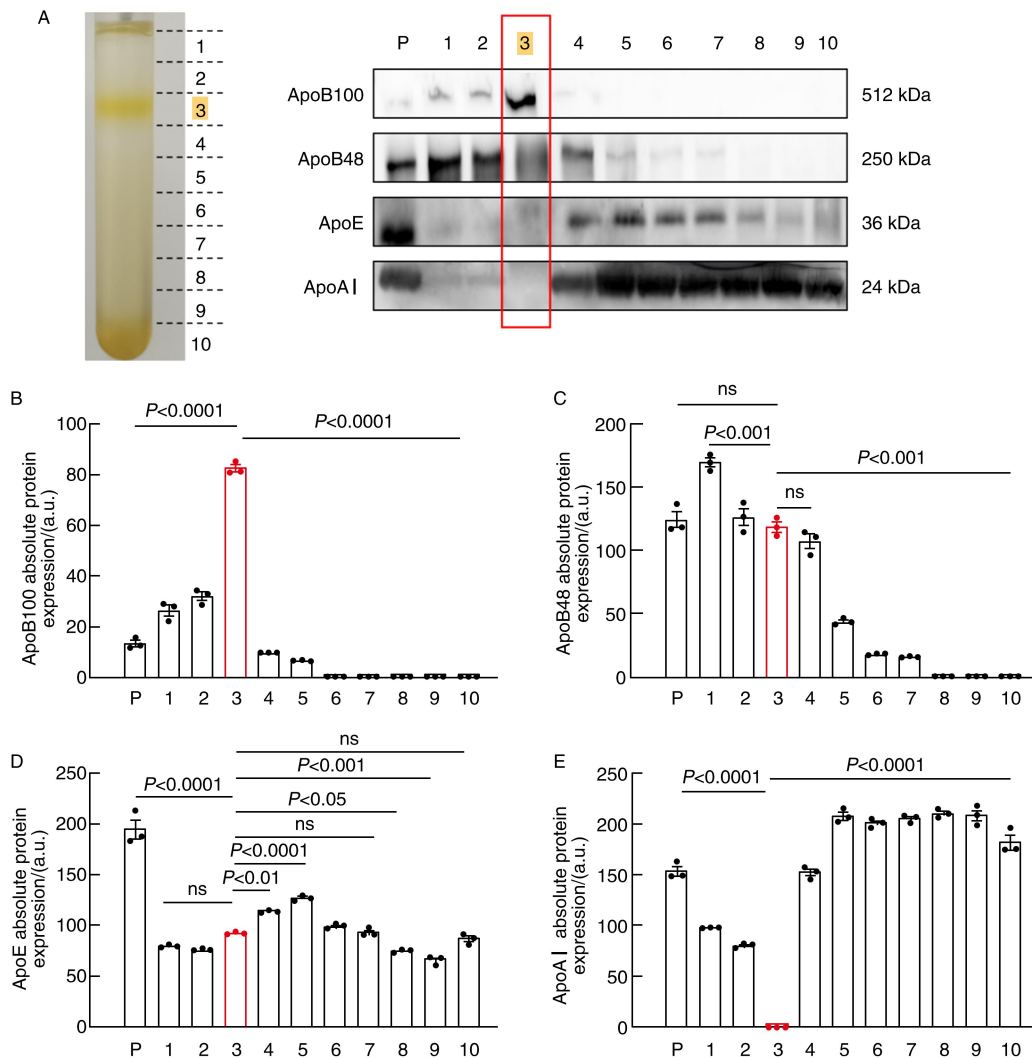 A
1
2
3
4
5
6
7
8
9
10
P 1 2 3 4 5 6 7 8 9 10
ApoB100 512 kDa
ApoB48 250 kDa
ApoE 36 kDa
ApoAⅠ 24 kDa
B
P<0.0001
P<0.0001
100
80
60
40
20
0
ApoB100 absolute protein
expression/(a.u.)
P 1 2 3 4 5 6 7 8 9 10
C
ns
P<0.001
P<0.001
ns
200
150
100
50
0
ApoB48 absolute protein
expression/(a.u.)
P 1 2 3 4 5 6 7 8 9 10
D
ns
P<0.001
P<0.0001
P<0.05
ns
P<0.0001
P<0.01
ns
250
200
150
100
50
0
ApoE absolute protein
expression/(a.u.)
P 1 2 3 4 5 6 7 8 9 10
E
P<0.0001
P<0.0001
250
200
150
100
50
0
ApoAⅠ absolute protein
expression/(a.u.)
P 1 2 3 4 5 6 7 8 9 10